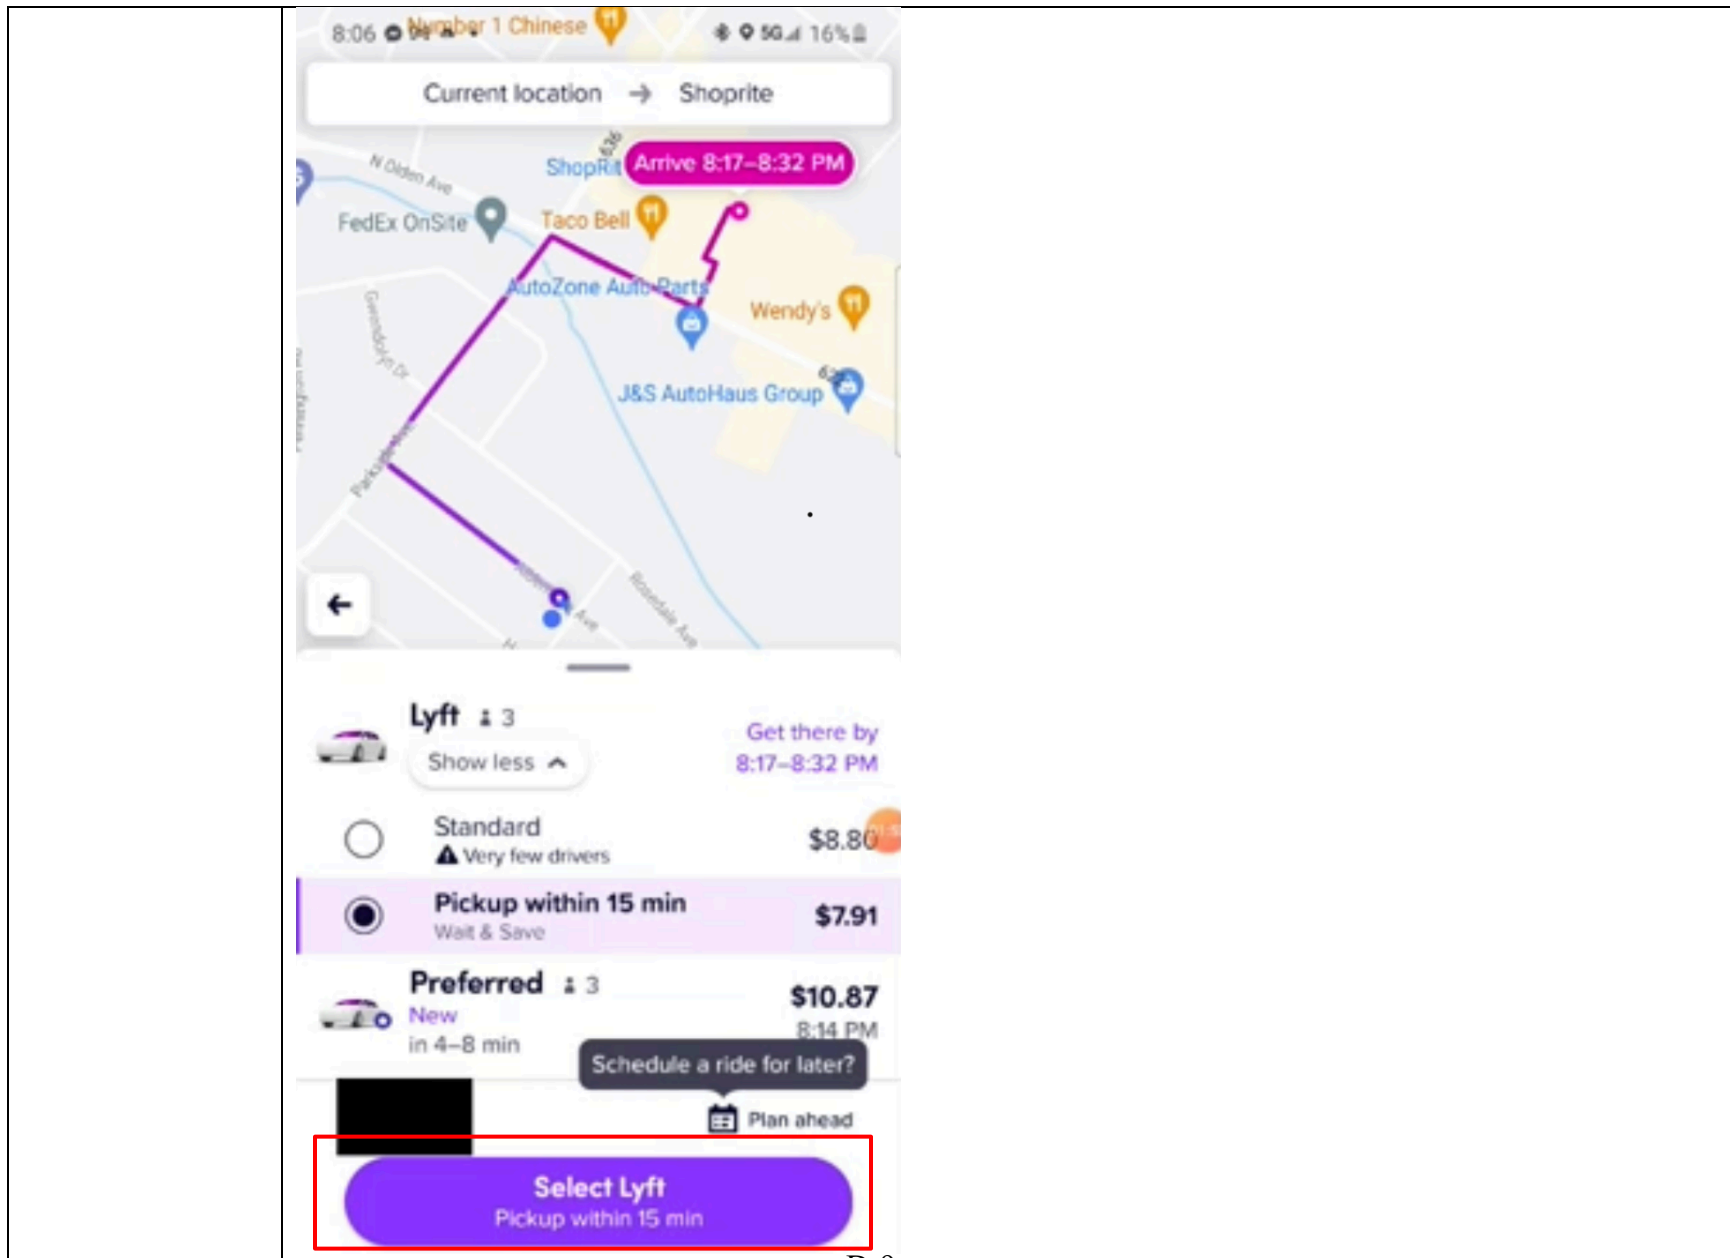 Number 1 Chinese
8:06
5G 16%
Current location → Shoprite
636
N Olden Ave
ShopRit
Arrive 8:17–8:32 PM
FedEx OnSite
Taco Bell
AutoZone Auto Parts
Wendy's
Gwendolyn Dr
J&S AutoHaus Group
Ave
Rosedale Ave
Lyft 3
Show less
Get there by
8:17–8:32 PM
Standard
$8.80
Very few drivers
Pickup within 15 min
$7.91
Wait & Save
Preferred 3
$10.87
New
8:14 PM
in 4–8 min
Schedule a ride for later?
Plan ahead
Select Lyft
Pickup within 15 min